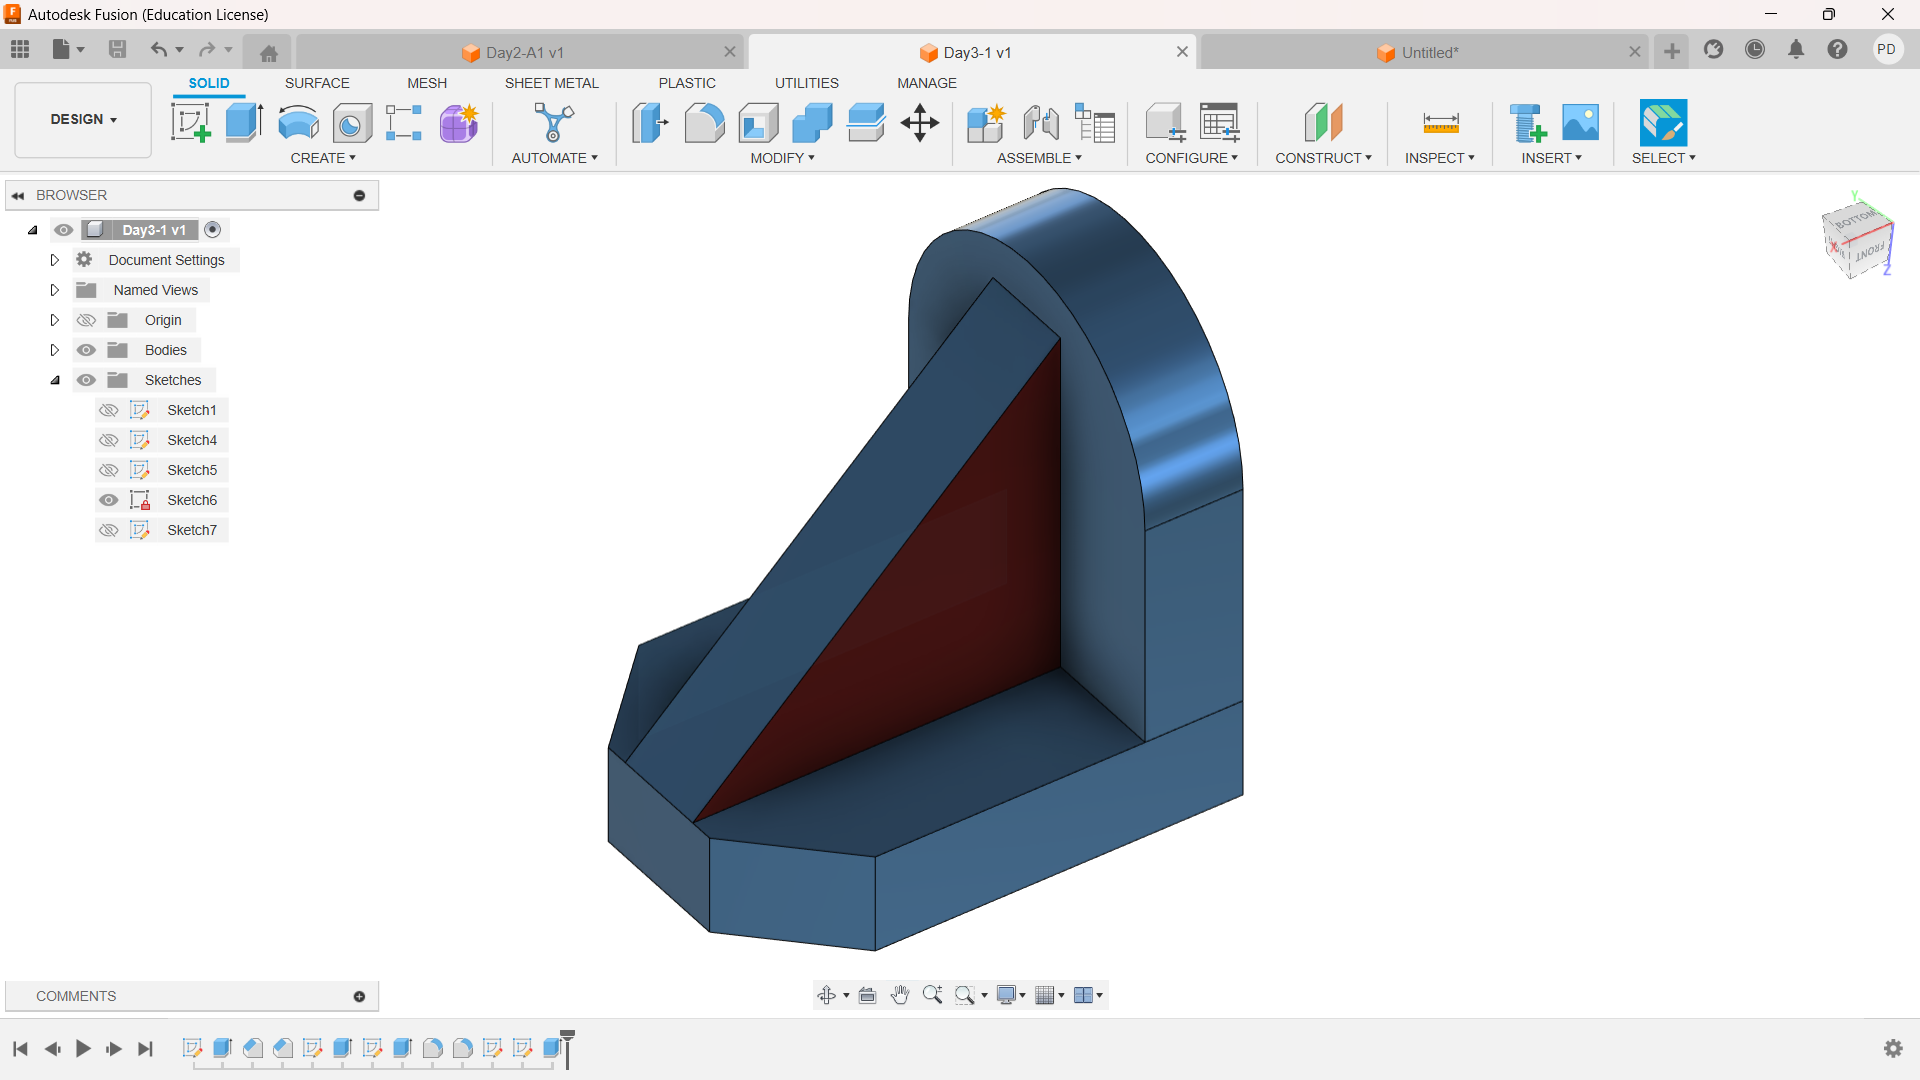 Autodesk Fusion (Education License)
Day2-A1 v1
Day3-1 v1
Untitled*
PD
SOLID
SURFACE
MESH
SHEET METAL
PLASTIC
UTILITIES
MANAGE
DESIGN
CREATE
AUTOMATE
MODIFY
ASSEMBLE
CONFIGURE
CONSTRUCT
INSPECT
INSERT
SELECT
BROWSER
Day3-1 v1
Document Settings
Named Views
Origin
Bodies
Sketches
Sketch1
Sketch4
Sketch5
Sketch6
Sketch7
Y
BOTTOM
FRONT
X
Z
COMMENTS